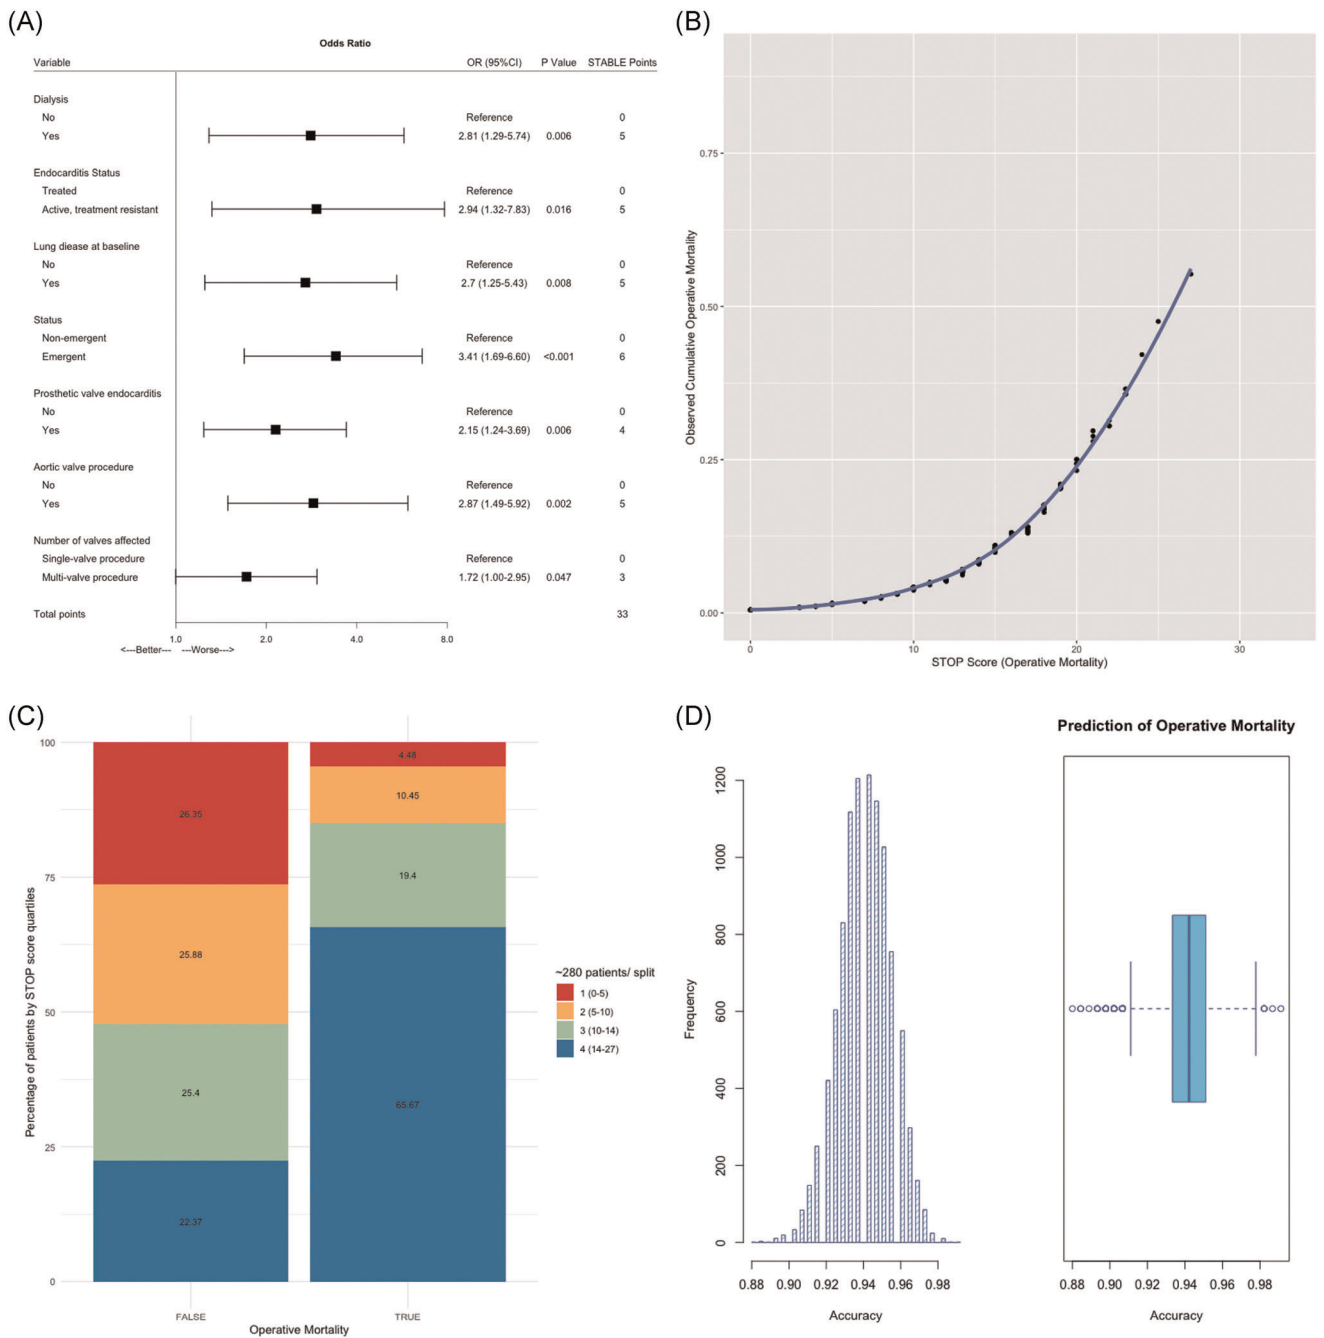 (A)
Odds Ratio
Variable OR (95%CI) P Value STABLE Points
Dialysis
No Reference 0
Yes 2.81 (1.29-5.74) 0.006 5
Endocarditis Status
Treated Reference 0
Active, treatment resistant 2.94 (1.32-7.83) 0.016 5
Lung diease at baseline
No Reference 0
Yes 2.7 (1.25-5.43) 0.008 5
Status
Non-emergent Reference 0
Emergent 3.41 (1.69-6.60) <0.001 6
Prosthetic valve endocarditis
No Reference 0
Yes 2.15 (1.24-3.69) 0.006 4
Aortic valve procedure
No Reference 0
Yes 2.87 (1.49-5.92) 0.002 5
Number of valves affected
Single-valve procedure Reference 0
Multi-valve procedure 1.72 (1.00-2.95) 0.047 3
Total points 33
1.0 2.0 4.0 8.0
<---Better--- ---Worse--->
(B)
Observed Cumulative Operative Mortality
0.75
0.50
0.25
0.00
0 10 20 30
STOP Score (Operative Mortality)
(C)
Percentage of patients by STOP score quartiles
100
75
50
25
0
26.35
25.88
25.4
22.37
4.48
10.45
19.4
65.67
FALSE TRUE
Operative Mortality
~280 patients/ split
1 (0-5)
2 (5-10)
3 (10-14)
4 (14-27)
(D)
Frequency
1200
1000
800
600
400
200
0
0.88 0.90 0.92 0.94 0.96 0.98
Accuracy
Prediction of Operative Mortality
0.88 0.90 0.92 0.94 0.96 0.98
Accuracy